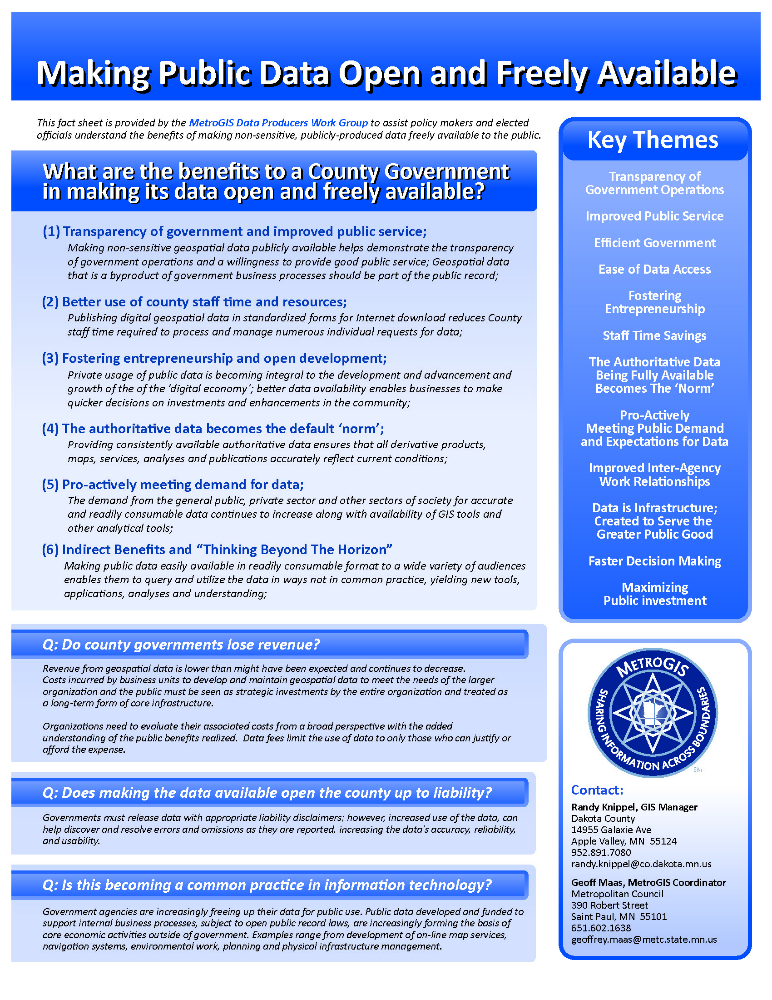 Making Public Data Open and Freely Available
This fact sheet is provided by the MetroGIS Data Producers Work Group to assist policy makers and elected
officials understand the benefits of making non-sensitive, publicly-produced data freely available to the public.
What are the benefits to a County Government
in making its data open and freely available?
(1) Transparency of government and improved public service;
Making non-sensitive geospatial data publicly available helps demonstrate the transparency
of government operations and a willingness to provide good public service; Geospatial data
that is a byproduct of government business processes should be part of the public record;
(2) Better use of county staff time and resources;
Publishing digital geospatial data in standardized forms for Internet download reduces County
staff time required to process and manage numerous individual requests for data;
(3) Fostering entrepreneurship and open development;
Private usage of public data is becoming integral to the development and advancement and
growth of the of the ‘digital economy’; better data availability enables businesses to make
quicker decisions on investments and enhancements in the community;
(4) The authoritative data becomes the default ‘norm’;
Providing consistently available authoritative data ensures that all derivative products,
maps, services, analyses and publications accurately reflect current conditions;
(5) Pro-actively meeting demand for data;
The demand from the general public, private sector and other sectors of society for accurate
and readily consumable data continues to increase along with availability of GIS tools and
other analytical tools;
(6) Indirect Benefits and “Thinking Beyond The Horizon”
Making public data easily available in readily consumable format to a wide variety of audiences
enables them to query and utilize the data in ways not in common practice, yielding new tools,
applications, analyses and understanding;
Q: Do county governments lose revenue?
Revenue from geospatial data is lower than might have been expected and continues to decrease.
Costs incurred by business units to develop and maintain geospatial data to meet the needs of the larger
organization and the public must be seen as strategic investments by the entire organization and treated as
a long-term form of core infrastructure.
Organizations need to evaluate their associated costs from a broad perspective with the added
understanding of the public benefits realized.  Data fees limit the use of data to only those who can justify or
afford the expense.
Q: Does making the data available open the county up to liability?
Governments must release data with appropriate liability disclaimers; however, increased use of the data, can
help discover and resolve errors and omissions as they are reported, increasing the data’s accuracy, reliability,
and usability.
Q: Is this becoming a common practice in information technology?
Government agencies are increasingly freeing up their data for public use. Public data developed and funded to
support internal business processes, subject to open public record laws, are increasingly forming the basis of
core economic activities outside of government. Examples range from development of on-line map services,
navigation systems, environmental work, planning and physical infrastructure management.
Key Themes
Transparency of
Government Operations
Improved Public Service
Efficient Government
Ease of Data Access
Fostering
Entrepreneurship
Staff Time Savings
The Authoritative Data
Being Fully Available
Becomes The ‘Norm’
Pro-Actively
Meeting Public Demand
and Expectations for Data
Improved Inter-Agency
Work Relationships
Data is Infrastructure;
Created to Serve the
Greater Public Good
Faster Decision Making
Maximizing
Public investment
METROGIS
SHARING INFORMATION ACROSS BOUNDARIES
SM
Contact:
Randy Knippel, GIS Manager
Dakota County
14955 Galaxie Ave
Apple Valley, MN  55124
952.891.7080
randy.knippel@co.dakota.mn.us
Geoff Maas, MetroGIS Coordinator
Metropolitan Council
390 Robert Street
Saint Paul, MN  55101
651.602.1638
geoffrey.maas@metc.state.mn.us